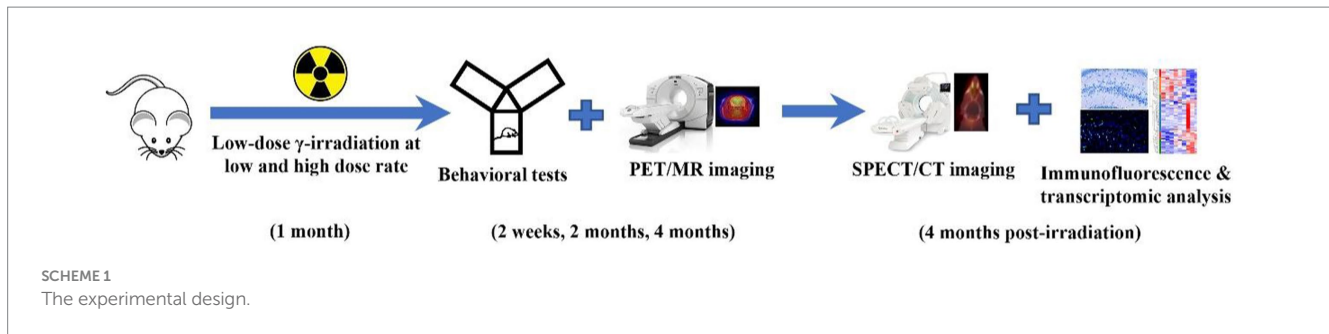 Low-dose γ-irradiation at
low and high dose rate
Behavioral tests
PET/MR imaging
SPECT/CT imaging
Immunofluorescence &
transcriptomic analysis
(1 month)
(2 weeks, 2 months, 4 months)
(4 months post-irradiation)
SCHEME 1
The experimental design.